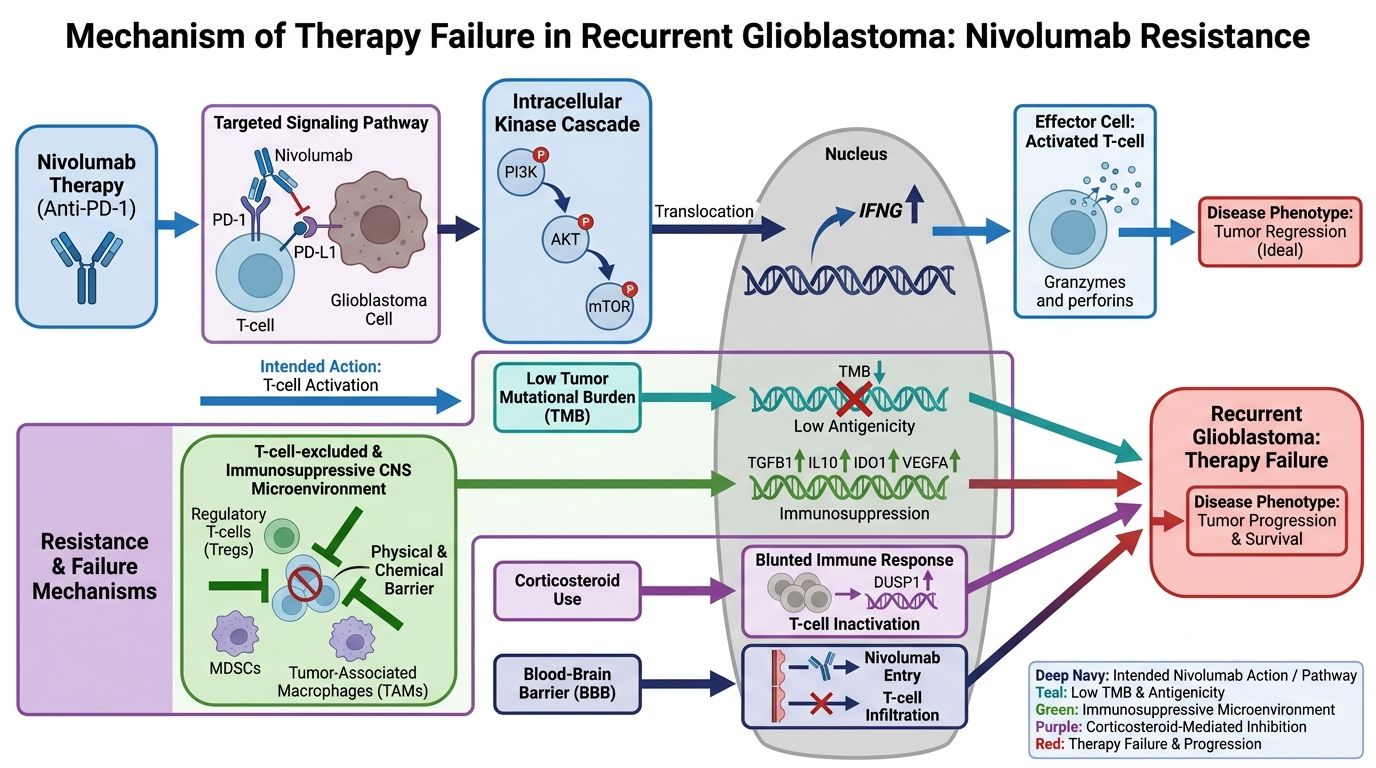 Mechanism of Therapy Failure in Recurrent Glioblastoma: Nivolumab Resistance
Nivolumab
Therapy
(Anti-PD-1)
Targeted Signaling Pathway
Nivolumab
PD-1
PD-L1
T-cell
Glioblastoma
Cell
Intracellular
Kinase Cascade
PI3K
P
AKT
P
mTOR
P
Translocation
Nucleus
IFNG
Effector Cell:
Activated T-cell
Granzymes
and perforins
Disease Phenotype:
Tumor Regression
(Ideal)
Intended Action:
T-cell Activation
Resistance
& Failure
Mechanisms
T-cell-excluded &
Immunosuppressive CNS
Microenvironment
Regulatory
T-cells
(Tregs)
Physical &
Chemical
Barrier
MDSCs
Tumor-Associated
Macrophages (TAMs)
Low Tumor
Mutational Burden
(TMB)
TMB
Low Antigenicity
TGFB1 IL10 IDO1 VEGFA
Immunosuppression
Corticosteroid
Use
Blunted Immune Response
DUSP1
T-cell Inactivation
Blood-Brain
Barrier (BBB)
Nivolumab
Entry
T-cell
Infiltration
Recurrent
Glioblastoma:
Therapy Failure
Disease Phenotype:
Tumor Progression
& Survival
Deep Navy: Intended Nivolumab Action / Pathway
Teal: Low TMB & Antigenicity
Green: Immunosuppressive Microenvironment
Purple: Corticosteroid-Mediated Inhibition
Red: Therapy Failure & Progression